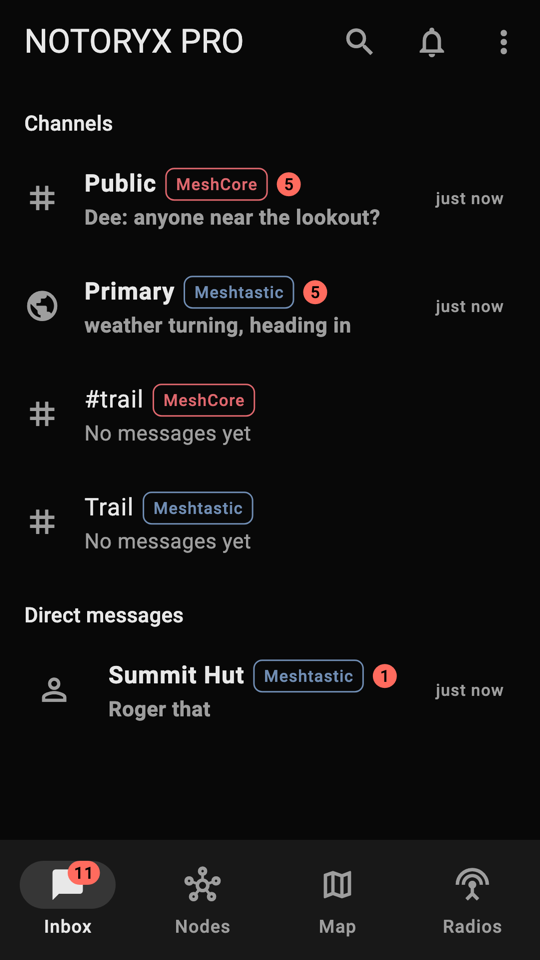 NOTORYX PRO
Channels
Public MeshCore 5
just now
Dee: anyone near the lookout?
Primary Meshtastic 5
just now
weather turning, heading in
#trail MeshCore
No messages yet
Trail Meshtastic
No messages yet
Direct messages
Summit Hut Meshtastic 1
just now
Roger that
11
Inbox Nodes Map Radios